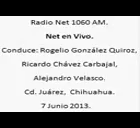 Radio Net 1060 AM.
Net en Vivo.
Conduce: Rogelio González Quiroz,
Ricardo Chávez Carbajal,
Alejandro Velasco.
Cd. Juárez, Chihuahua.
7 Junio 2013.